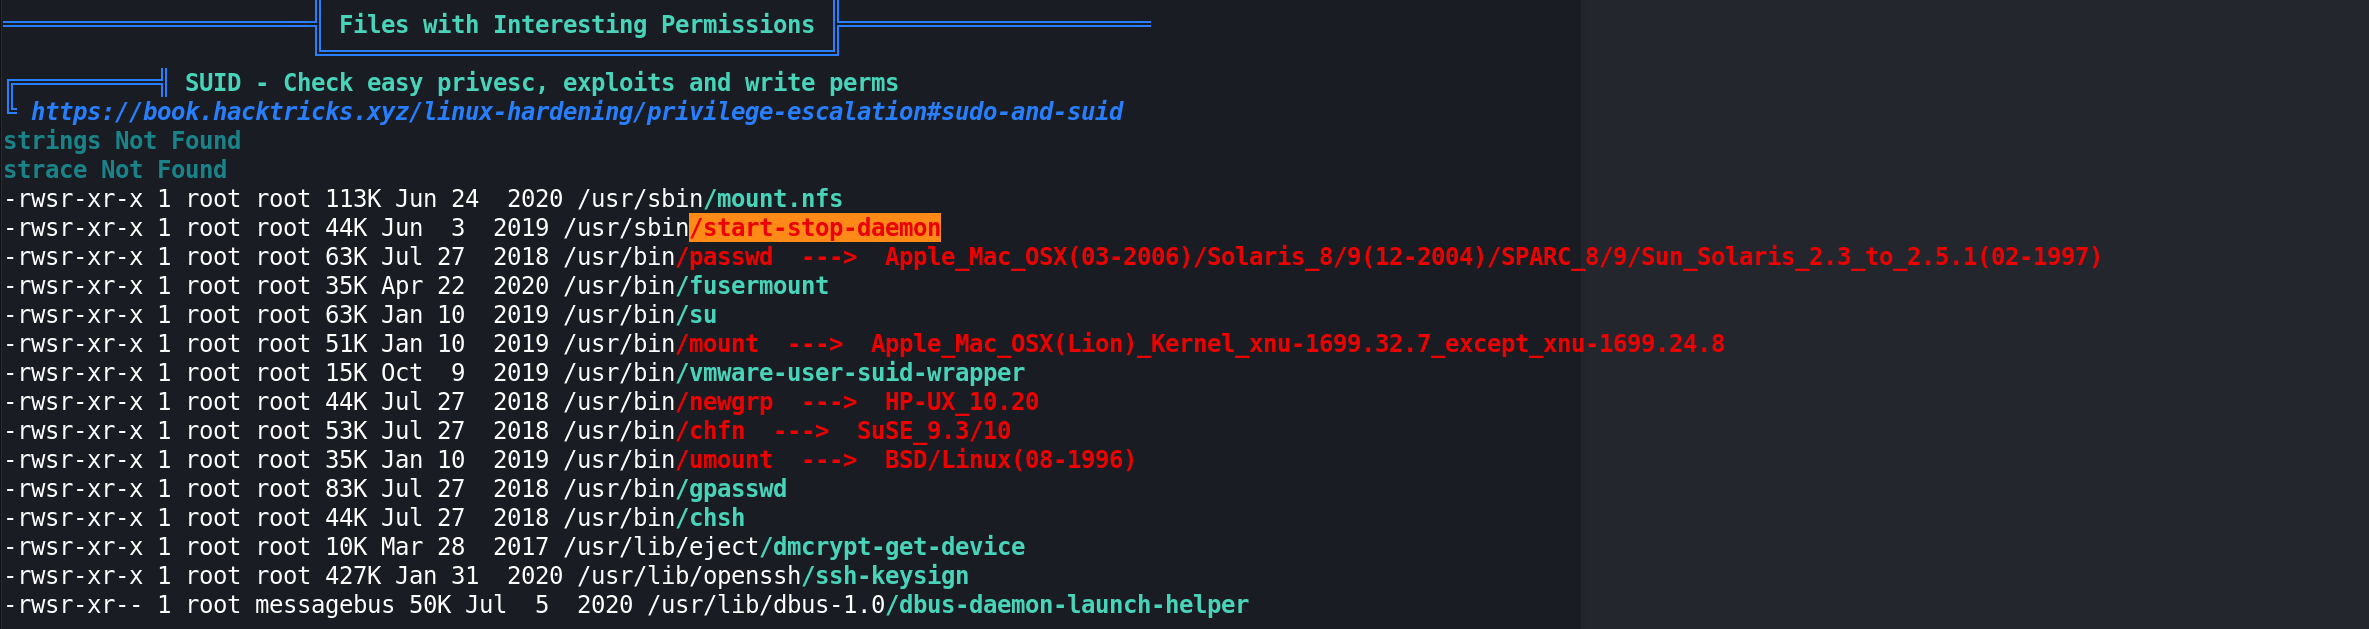 Files with Interesting Permissions
SUID - Check easy privesc, exploits and write perms
https://book.hacktricks.xyz/linux-hardening/privilege-escalation#sudo-and-suid
strings Not Found
strace Not Found
-rwsr-xr-x 1 root root 113K Jun 24  2020 /usr/sbin/mount.nfs
-rwsr-xr-x 1 root root 44K Jun  3  2019 /usr/sbin/start-stop-daemon
-rwsr-xr-x 1 root root 63K Jul 27  2018 /usr/bin/passwd  --->  Apple_Mac_OSX(03-2006)/Solaris_8/9(12-2004)/SPARC_8/9/Sun_Solaris_2.3_to_2.5.1(02-1997)
-rwsr-xr-x 1 root root 35K Apr 22  2020 /usr/bin/fusermount
-rwsr-xr-x 1 root root 63K Jan 10  2019 /usr/bin/su
-rwsr-xr-x 1 root root 51K Jan 10  2019 /usr/bin/mount  --->  Apple_Mac_OSX(Lion)_Kernel_xnu-1699.32.7_except_xnu-1699.24.8
-rwsr-xr-x 1 root root 15K Oct  9  2019 /usr/bin/vmware-user-suid-wrapper
-rwsr-xr-x 1 root root 44K Jul 27  2018 /usr/bin/newgrp  --->  HP-UX_10.20
-rwsr-xr-x 1 root root 53K Jul 27  2018 /usr/bin/chfn  --->  SuSE_9.3/10
-rwsr-xr-x 1 root root 35K Jan 10  2019 /usr/bin/umount  --->  BSD/Linux(08-1996)
-rwsr-xr-x 1 root root 83K Jul 27  2018 /usr/bin/gpasswd
-rwsr-xr-x 1 root root 44K Jul 27  2018 /usr/bin/chsh
-rwsr-xr-x 1 root root 10K Mar 28  2017 /usr/lib/eject/dmcrypt-get-device
-rwsr-xr-x 1 root root 427K Jan 31  2020 /usr/lib/openssh/ssh-keysign
-rwsr-xr-- 1 root messagebus 50K Jul  5  2020 /usr/lib/dbus-1.0/dbus-daemon-launch-helper